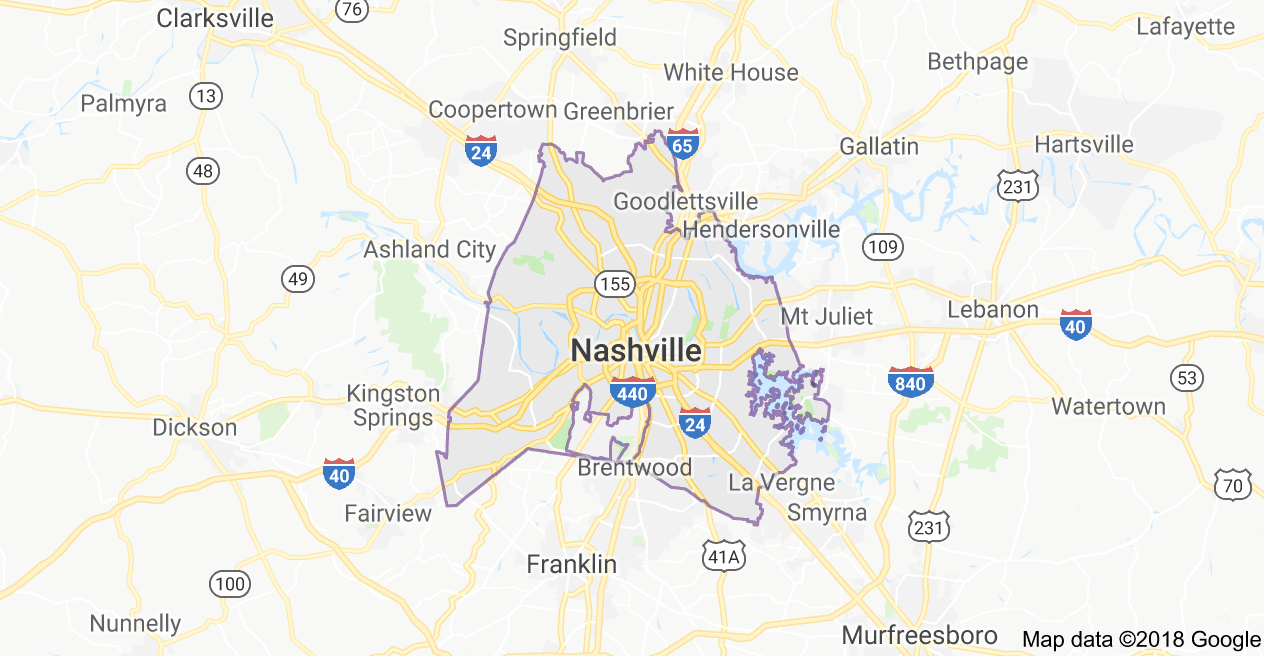 76
Clarksville
Lafayette
Springfield
Bethpage
White House
13
Palmyra
Coopertown
Greenbrier
24
65
Gallatin
Hartsville
48
231
Goodlettsville
Hendersonville
Ashland City
109
49
155
Mt Juliet
Lebanon
40
Nashville
Kingston
Springs
440
840
53
Watertown
24
Dickson
Brentwood
40
La Vergne
70
Fairview
Smyrna
231
41A
Franklin
100
Nunnelly
Murfreesboro
Map data ©2018 Google